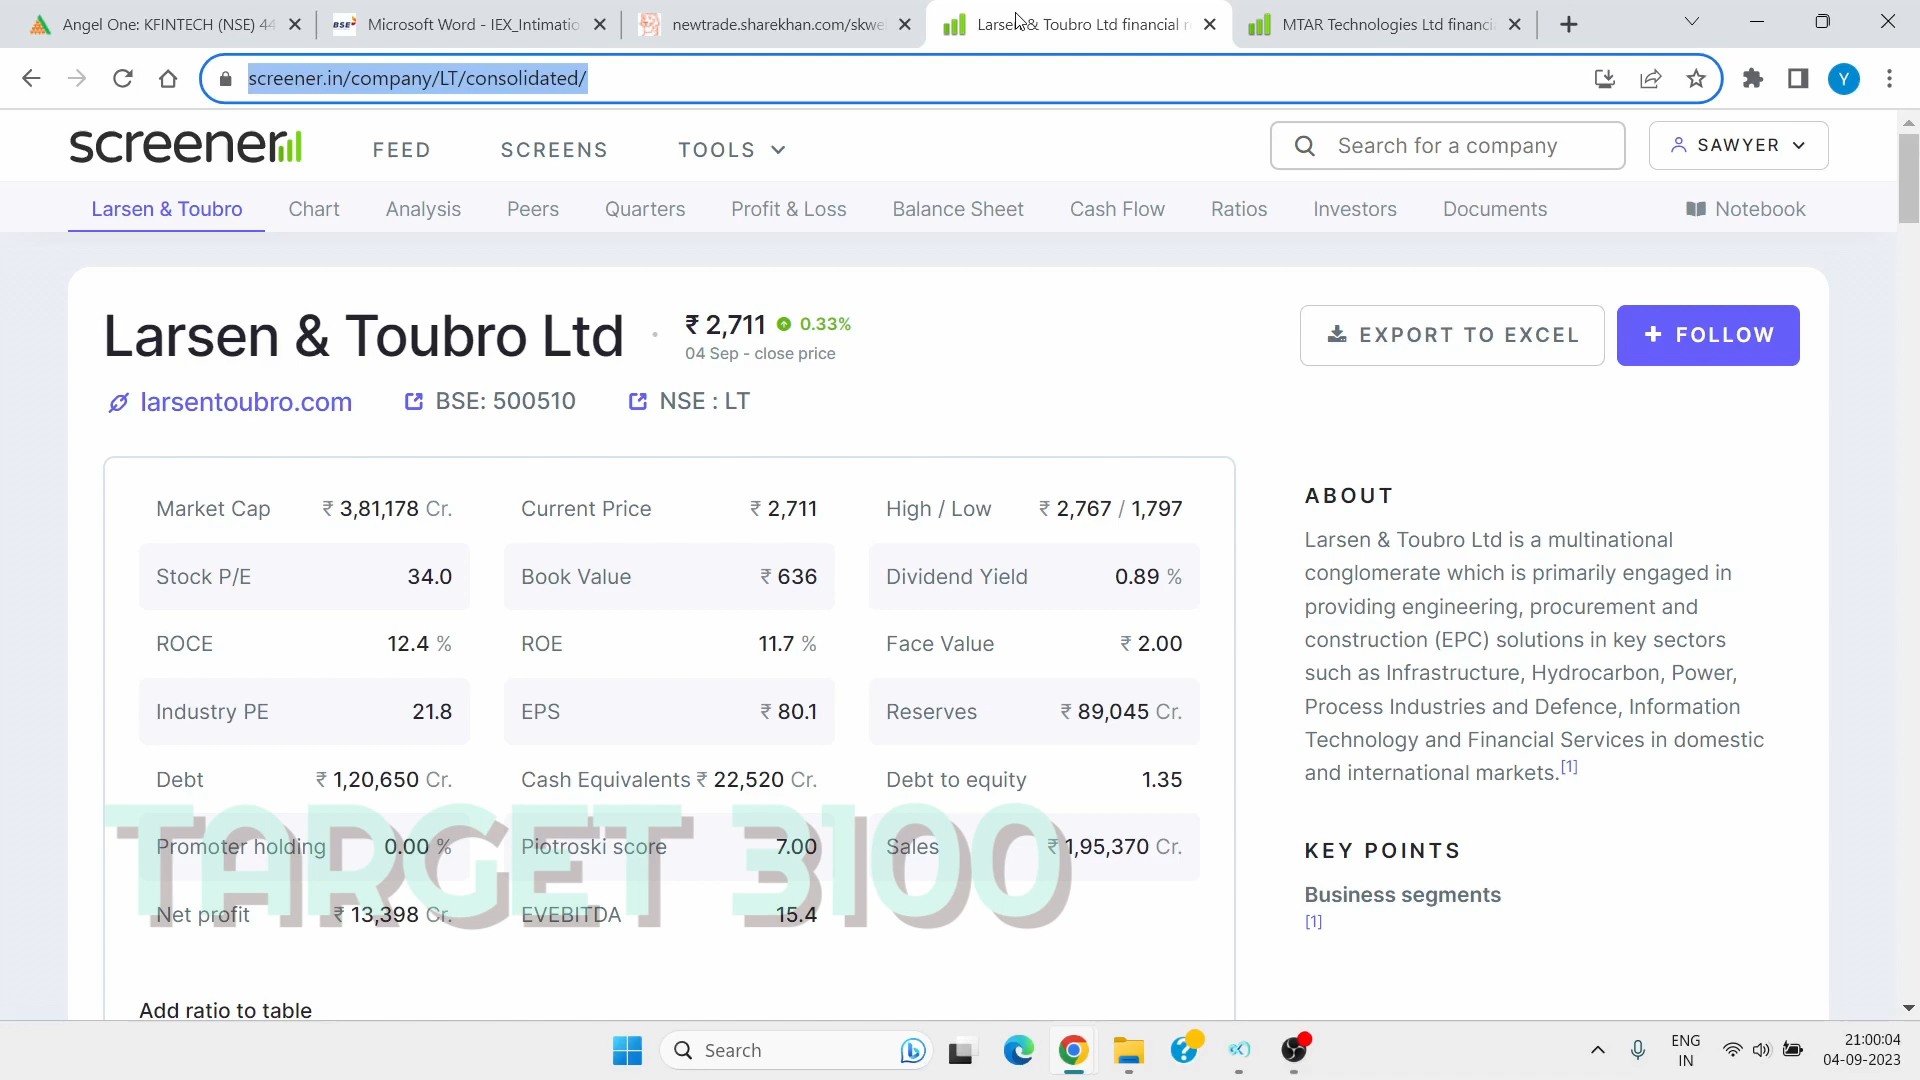 Angel One: KFINTECH (NSE) 44
Microsoft Word - IEX_Intimatio
newtrade.sharekhan.com/skwe
Larsen & Toubro Ltd financial r
MTAR Technologies Ltd financi
screener.in/company/LT/consolidated/
Y
screener
FEED
SCREENS
TOOLS
Search for a company
SAWYER
Larsen & Toubro
Chart
Analysis
Peers
Quarters
Profit & Loss
Balance Sheet
Cash Flow
Ratios
Investors
Documents
Notebook
Larsen & Toubro Ltd
₹ 2,711 0.33%
04 Sep - close price
EXPORT TO EXCEL
+ FOLLOW
larsentoubro.com
BSE: 500510
NSE : LT
Market Cap ₹ 3,81,178 Cr.
Current Price ₹ 2,711
High / Low ₹ 2,767 / 1,797
Stock P/E 34.0
Book Value ₹ 636
Dividend Yield 0.89 %
ROCE 12.4 %
ROE 11.7 %
Face Value ₹ 2.00
Industry PE 21.8
EPS ₹ 80.1
Reserves ₹ 89,045 Cr.
Debt ₹ 1,20,650 Cr.
Cash Equivalents ₹ 22,520 Cr.
Debt to equity 1.35
Promoter holding 0.00 %
Piotroski score 7.00
Sales ₹ 1,95,370 Cr.
Net profit ₹ 13,398 Cr.
EVEBITDA 15.4
TARGET 3100
Add ratio to table
ABOUT
Larsen & Toubro Ltd is a multinational
conglomerate which is primarily engaged in
providing engineering, procurement and
construction (EPC) solutions in key sectors
such as Infrastructure, Hydrocarbon, Power,
Process Industries and Defence, Information
Technology and Financial Services in domestic
and international markets.[1]
KEY POINTS
Business segments
[1]
Search
ENG
IN
21:00:04
04-09-2023